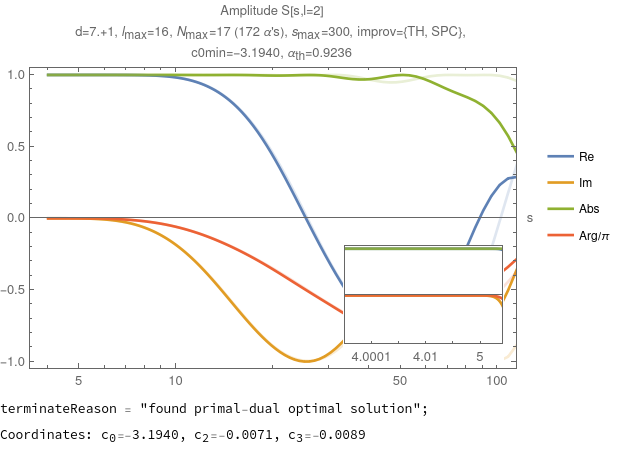 Amplitude S[s,l=2]
d=7.+1, lmax=16, Nmax=17 (172 α's), smax=300, improv={TH, SPC},
c0min=-3.1940, αth=0.9236
1.0
0.5
0.0
-0.5
-1.0
s
4.0001 4.01 5
5 10 50 100
Re
Im
Abs
Arg/π
terminateReason = "found primal-dual optimal solution";
Coordinates: c0=-3.1940, c2=-0.0071, c3=-0.0089